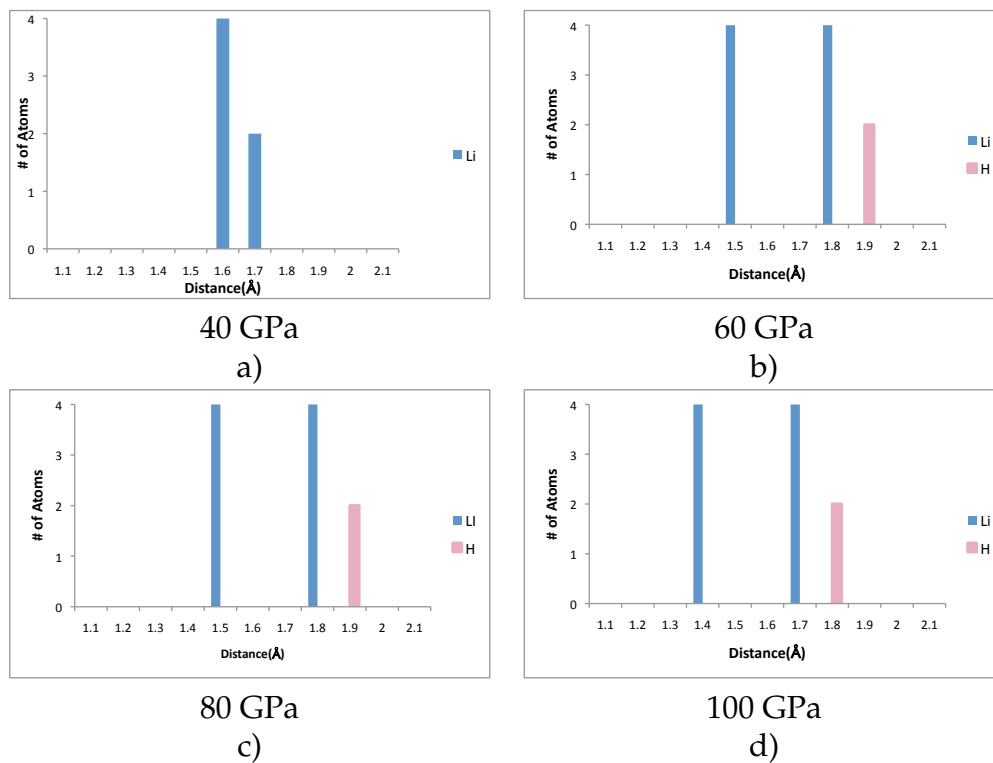 4
3
2
1
0
# of Atoms
1.1 1.2 1.3 1.4 1.5 1.6 1.7 1.8 1.9 2 2.1
Distance(Å)
Li
40 GPa
a)
4
3
2
1
0
# of Atoms
1.1 1.2 1.3 1.4 1.5 1.6 1.7 1.8 1.9 2 2.1
Distance(Å)
Li
H
60 GPa
b)
4
3
2
1
0
# of Atoms
1.1 1.2 1.3 1.4 1.5 1.6 1.7 1.8 1.9 2 2.1
Distance(Å)
LI
H
80 GPa
c)
4
3
2
1
0
# of Atoms
1.1 1.2 1.3 1.4 1.5 1.6 1.7 1.8 1.9 2 2.1
Distance(Å)
Li
H
100 GPa
d)